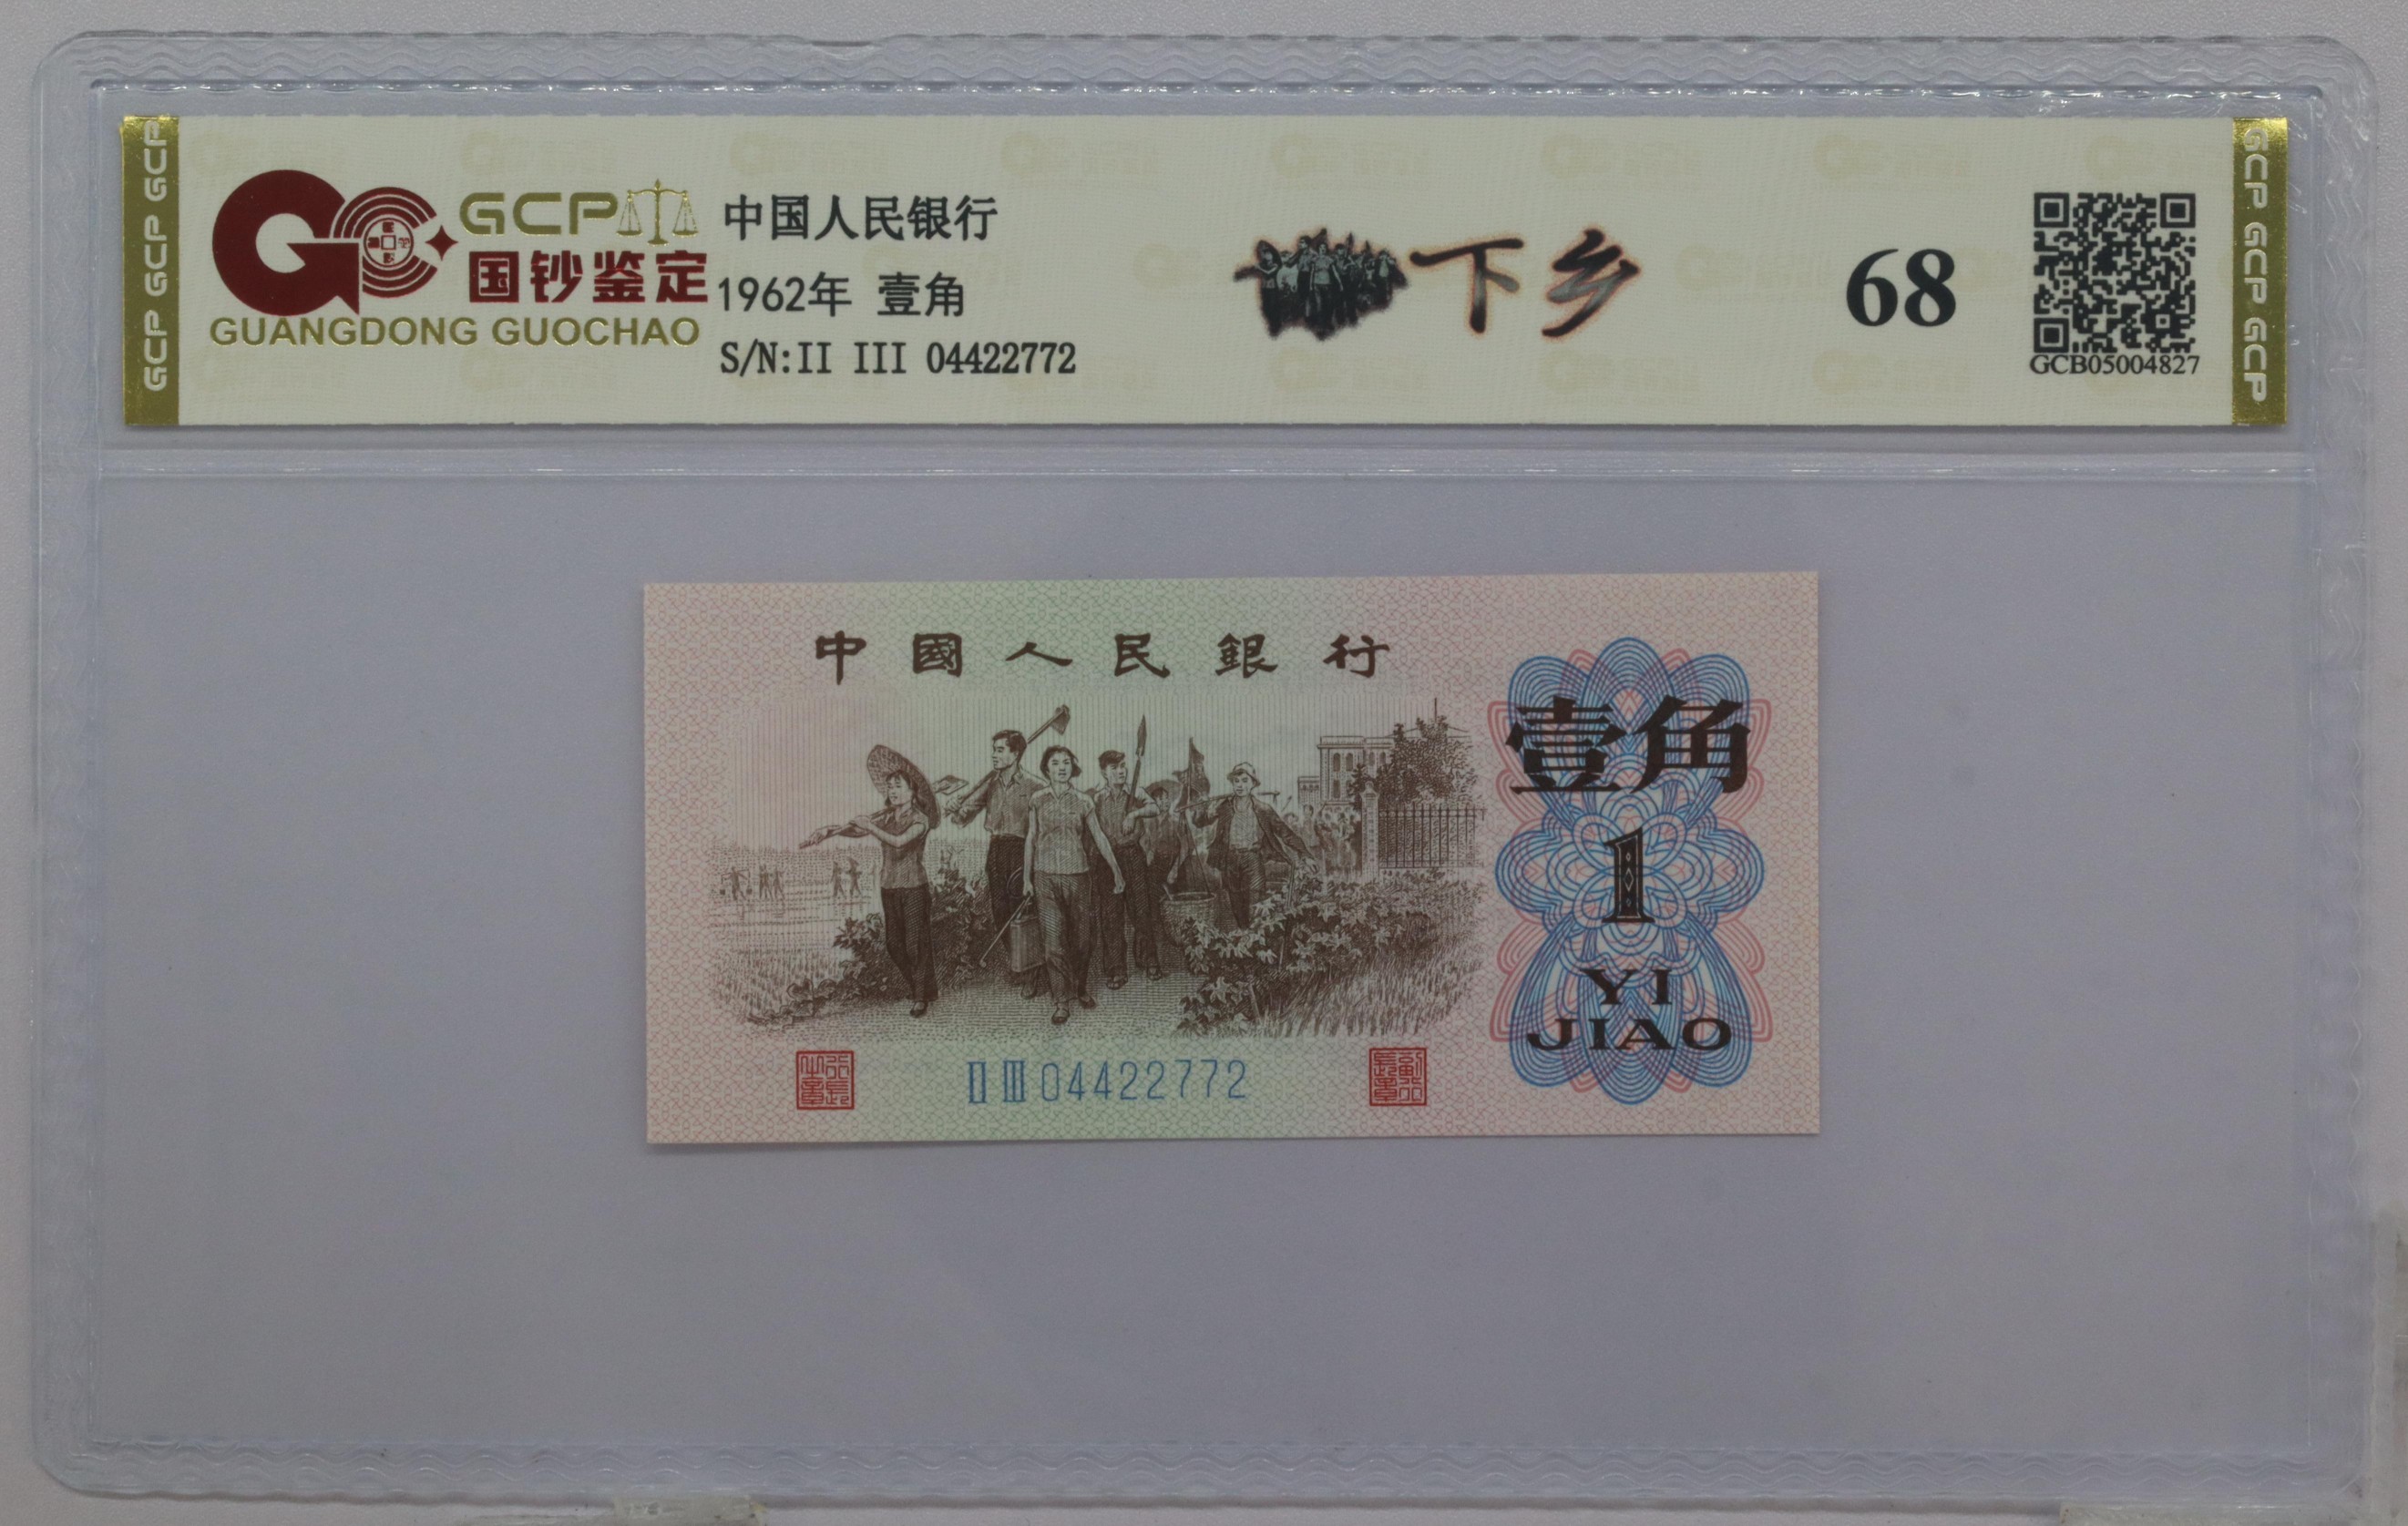 GCP GCP GCP
GCP
国钞鉴定
GUANGDONG GUOCHAO
中国人民银行
1962年 壹角
S/N:II III 04422772
下乡
68
GCB05004827
GCP GCP GCP
中國人民銀行
壹角
1
YI
JIAO
II III 04422772